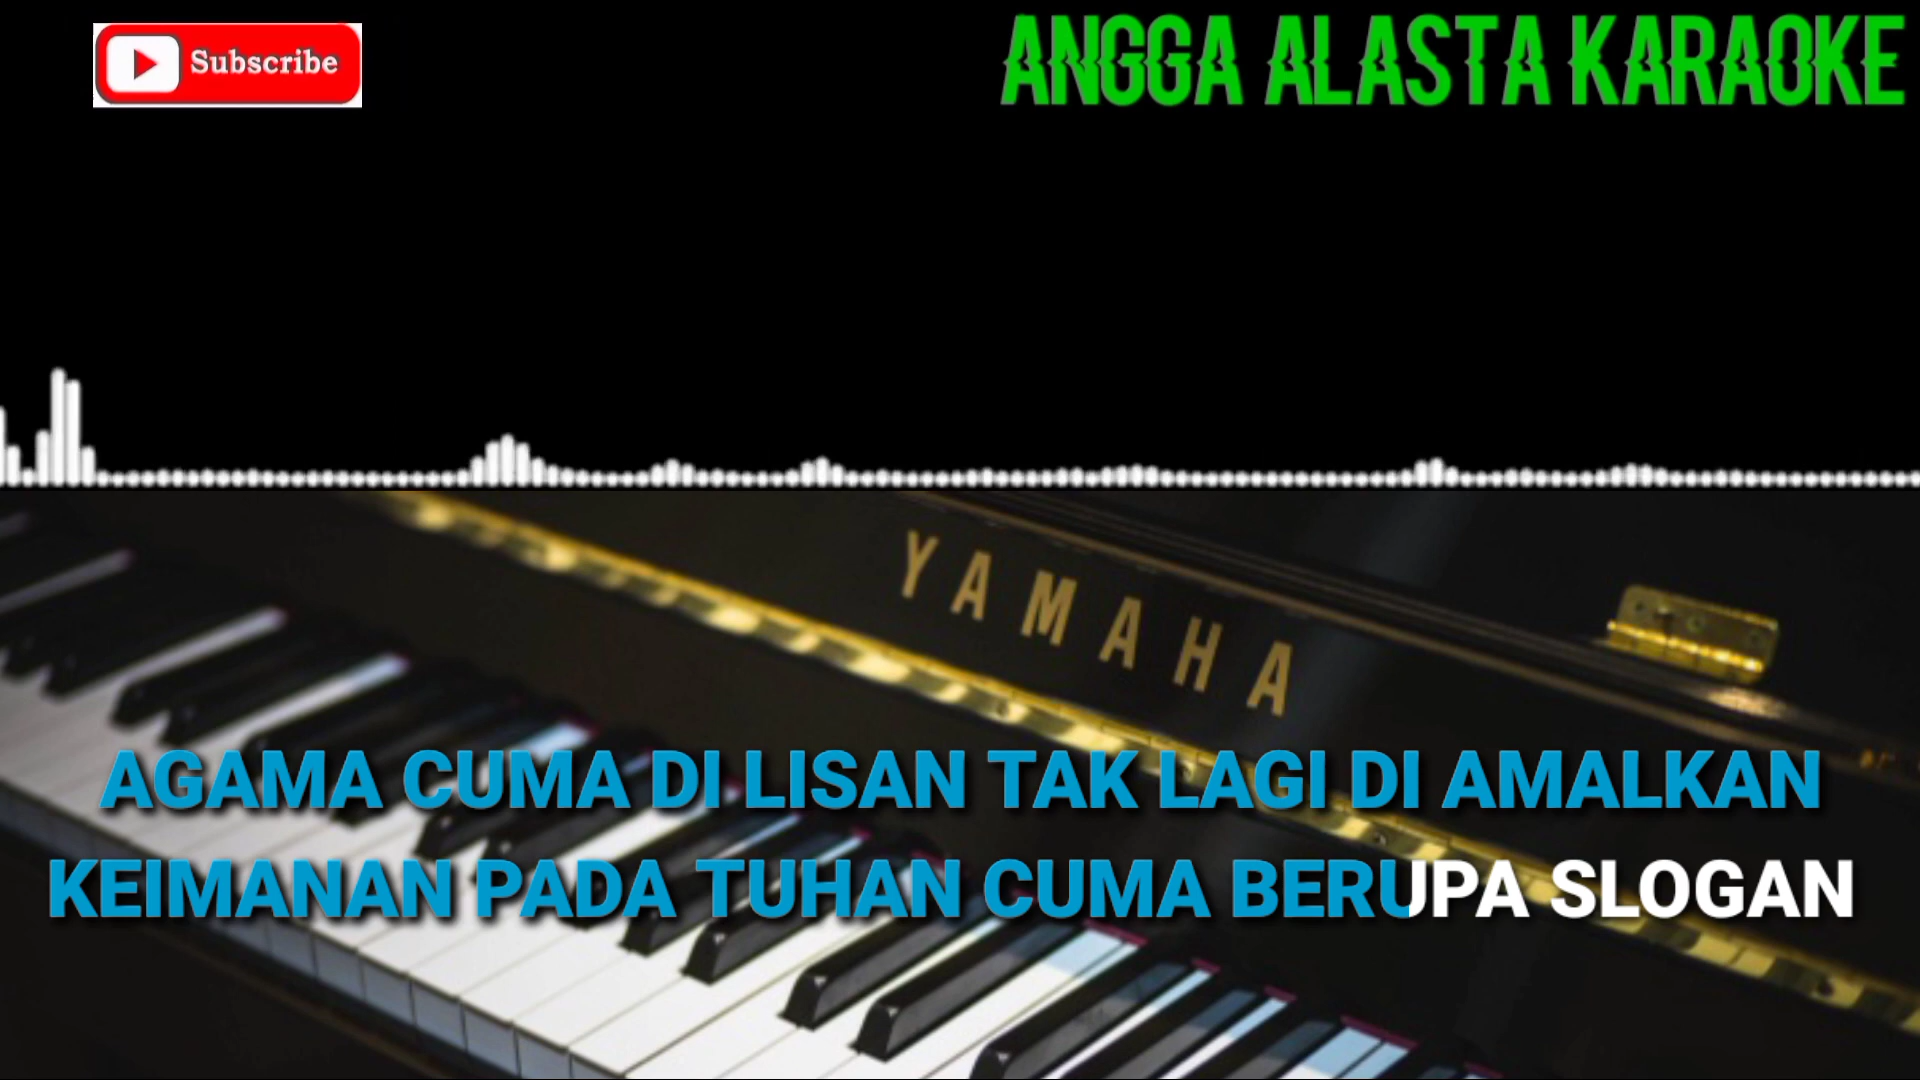 Subscribe
ANGGA ALASTA KARAOKE
YAMAHA
AGAMA CUMA DI LISAN TAK LAGI DI AMALKAN
KEIMANAN PADA TUHAN CUMA BERUPA SLOGAN